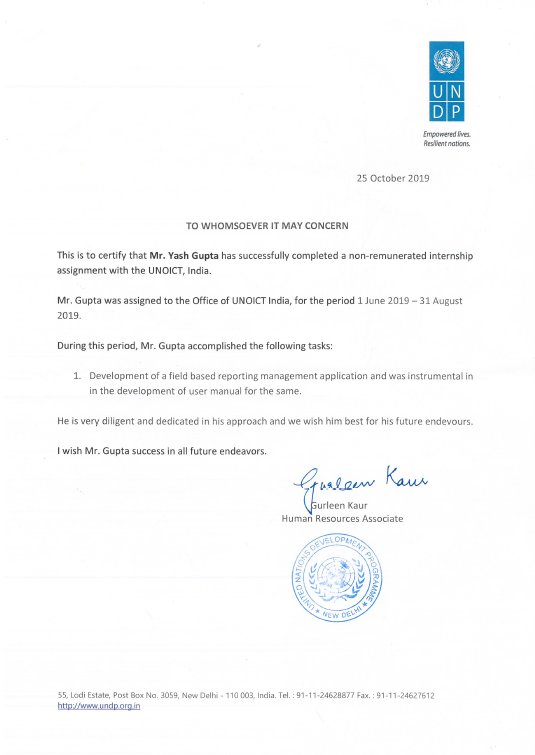 U N
D P
Empowered lives.
Resilient nations.
25 October 2019
TO WHOMSOEVER IT MAY CONCERN
This is to certify that Mr. Yash Gupta has successfully completed a non-remunerated internship
assignment with the UNOICT, India.
Mr. Gupta was assigned to the Office of UNOICT India, for the period 1 June 2019 – 31 August
2019.
During this period, Mr. Gupta accomplished the following tasks:
1. Development of a field based reporting management application and was instrumental in
in the development of user manual for the same.
He is very diligent and dedicated in his approach and we wish him best for his future endevours.
I wish Mr. Gupta success in all future endeavors.
Gurleen Kaur
Gurleen Kaur
Human Resources Associate
UNITED NATIONS DEVELOPMENT PROGRAMME
★ NEW DELHI ★
55, Lodi Estate, Post Box No. 3059, New Delhi - 110 003, India. Tel. : 91-11-24628877 Fax. : 91-11-24627612
http://www.undp.org.in